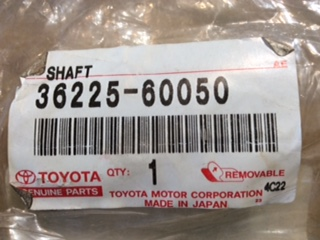 SHAFT
36225-60050
TOYOTA QTY: 1 REMOVABLE
GENUINE PARTS TOYOTA MOTOR CORPORATION 4C22
MADE IN JAPAN